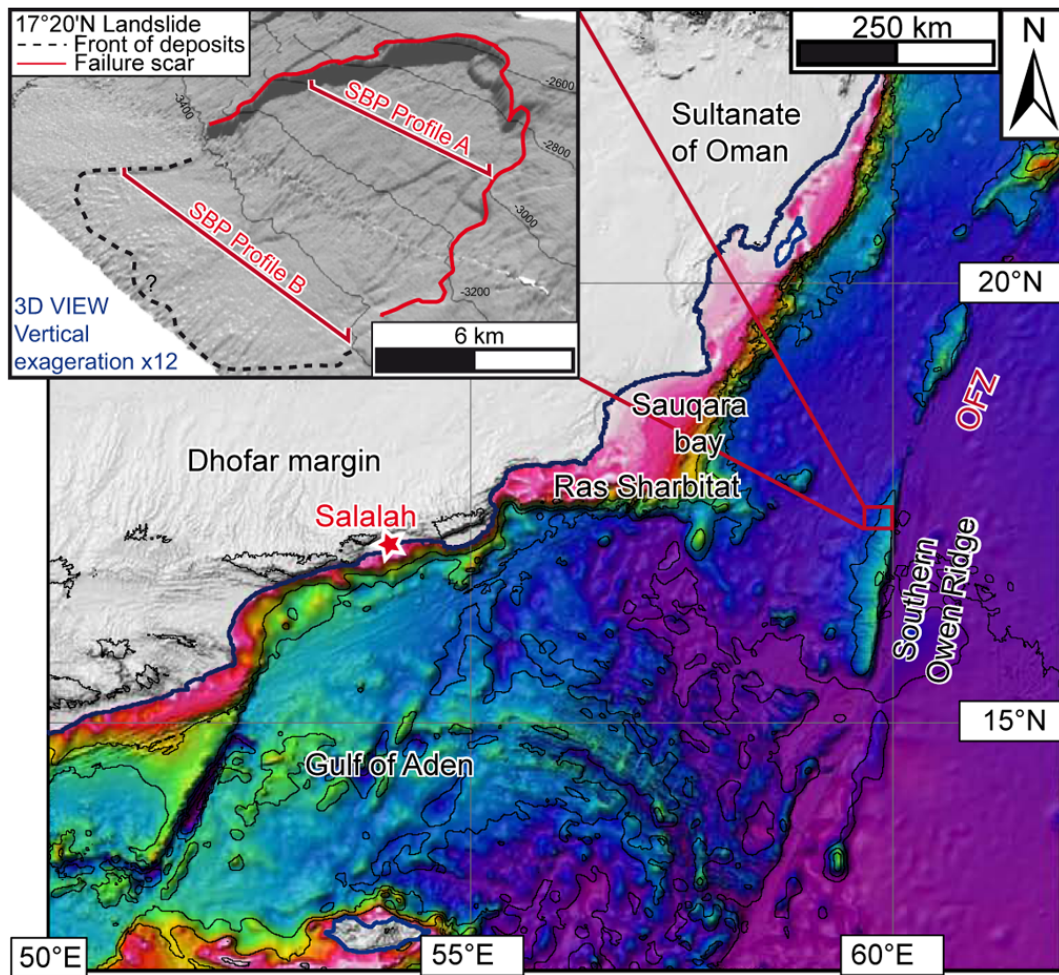 17°20'N Landslide
Front of deposits
Failure scar
-3400
-2600
SBP Profile A
-2800
-3000
SBP Profile B
?
-3200
3D VIEW
Vertical
exageration x12
6 km
250 km
N
Sultanate
of Oman
20°N
OFZ
Sauqara
bay
Dhofar margin
Ras Sharbitat
Salalah
Southern
Owen Ridge
15°N
Gulf of Aden
50°E
55°E
60°E